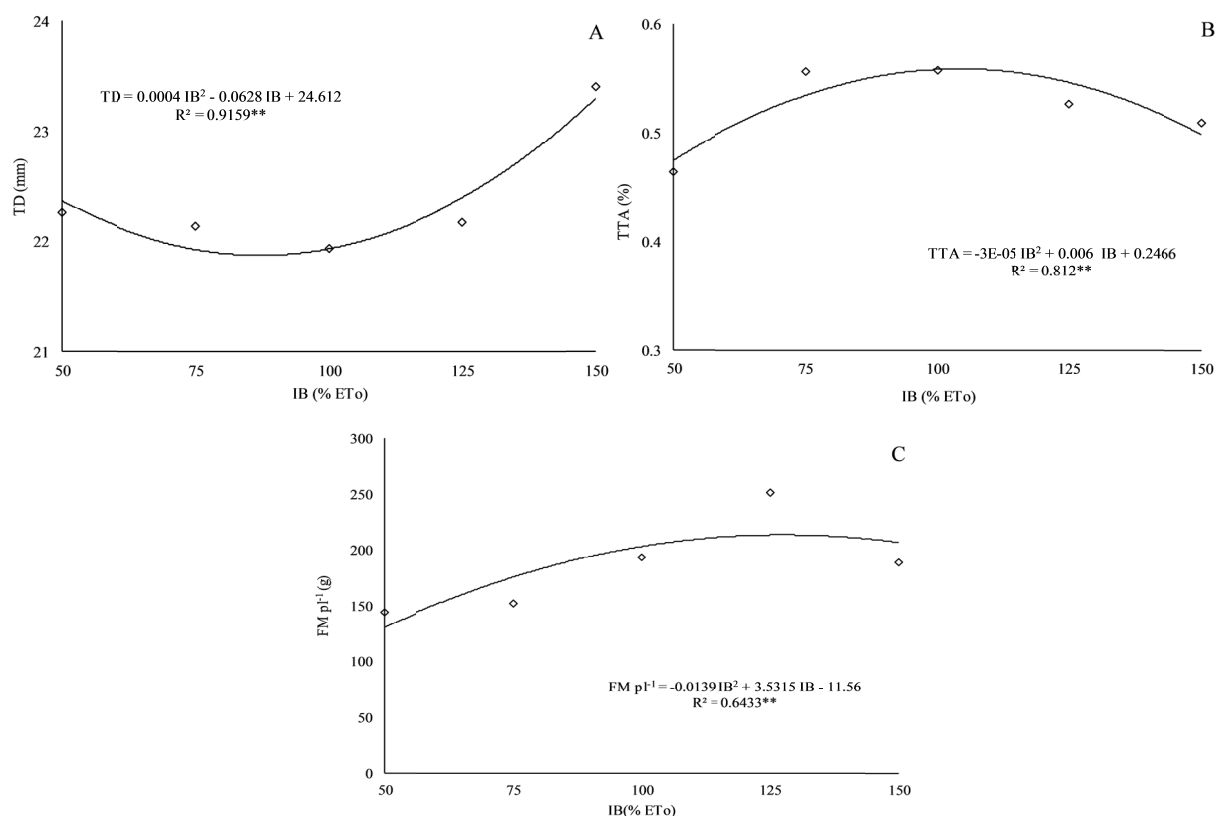 A
24
23
22
21
TD (mm)
TD = 0.0004 IB² - 0.0628 IB + 24.612
R² = 0.9159**
50 75 100 125 150
IB (% ETo)
B
0.6
0.5
0.4
0.3
TTA (%)
TTA = -3E-05 IB² + 0.006 IB + 0.2466
R² = 0.812**
50 75 100 125 150
IB (% ETo)
C
300
250
200
150
100
50
0
FM pl⁻¹ (g)
FM pl⁻¹ = -0.0139 IB² + 3.5315 IB - 11.56
R² = 0.6433**
50 75 100 125 150
IB(% ETo)